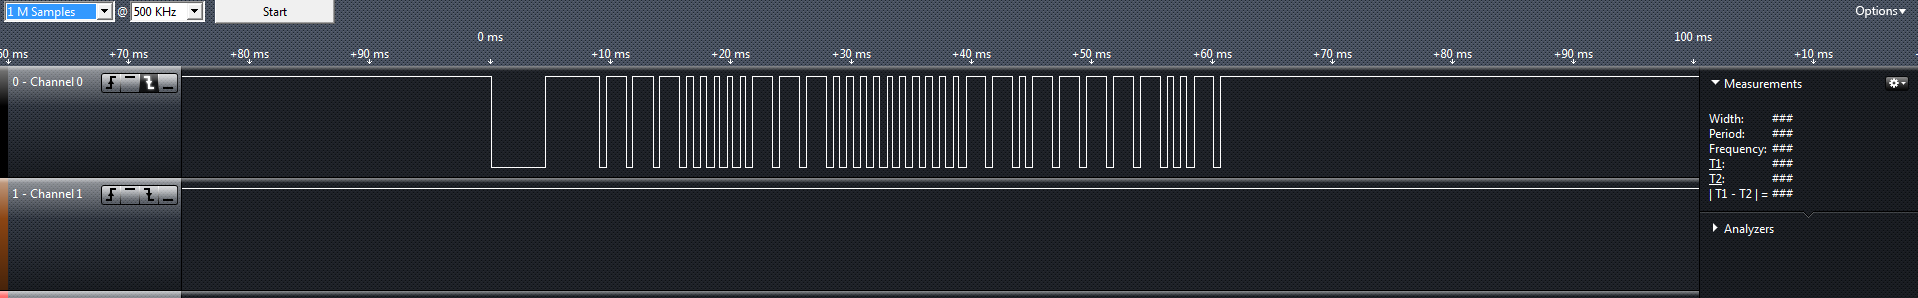 1 M Samples @ 500 KHz Start Options
0 ms 100 ms
+70 ms +80 ms +90 ms +10 ms +20 ms +30 ms +40 ms +50 ms +60 ms +70 ms +80 ms +90 ms +10 ms
0 - Channel 0
Measurements
Width: ###
Period: ###
Frequency: ###
T1: ###
T2: ###
| T1 - T2 | = ###
1 - Channel 1
Analyzers